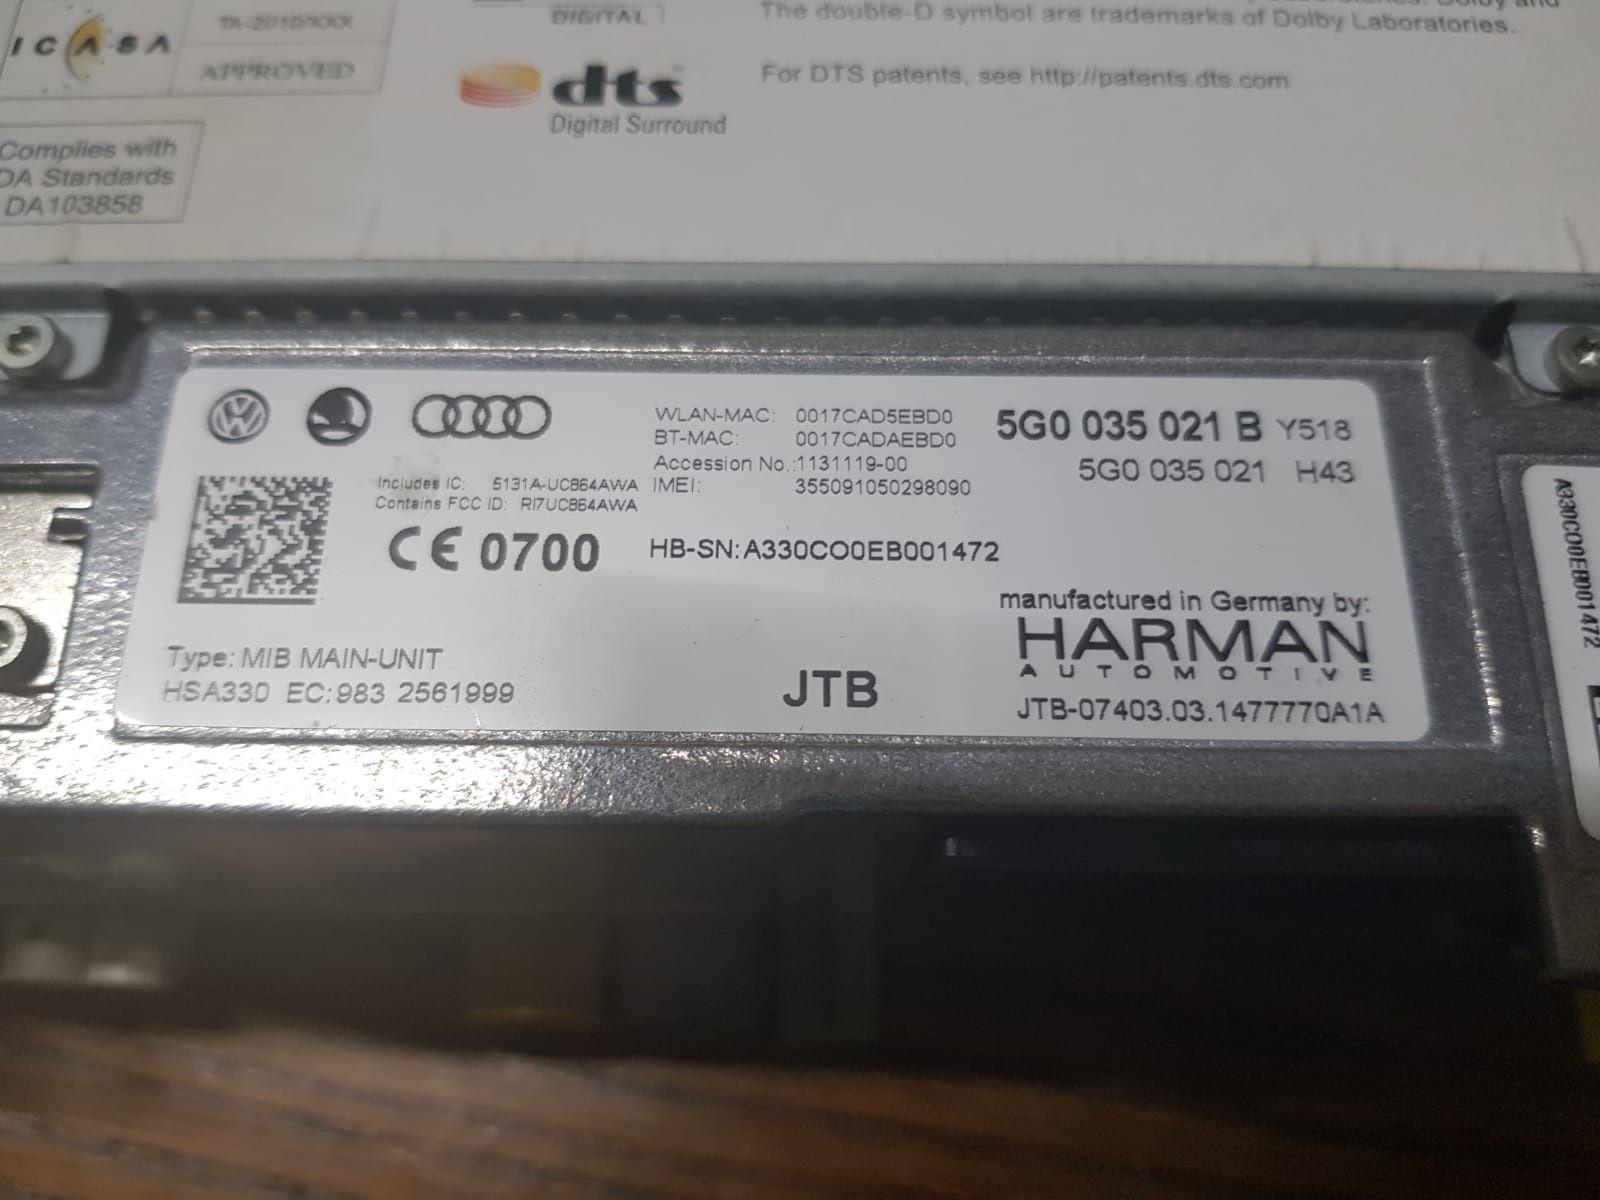 ICASA
TA-2010/XXX
APPROVED
Complies with
DA Standards
DA103858
DIGITAL
dts
Digital Surround
The double-D symbol are trademarks of Dolby Laboratories.
For DTS patents, see http://patents.dts.com
WLAN-MAC: 0017CAD5EBD0
BT-MAC: 0017CADAEBD0
Accession No.:1131119-00
IMEI: 355091050298090
5G0 035 021 B Y518
5G0 035 021 H43
Includes IC: 5131A-UC864AWA
Contains FCC ID: RI7UC864AWA
CE 0700
HB-SN:A330CO0EB001472
manufactured in Germany by:
HARMAN
AUTOMOTIVE
JTB-07403.03.1477770A1A
Type: MIB MAIN-UNIT
HSA330 EC:983 2561999
JTB
A330CO0EB001472